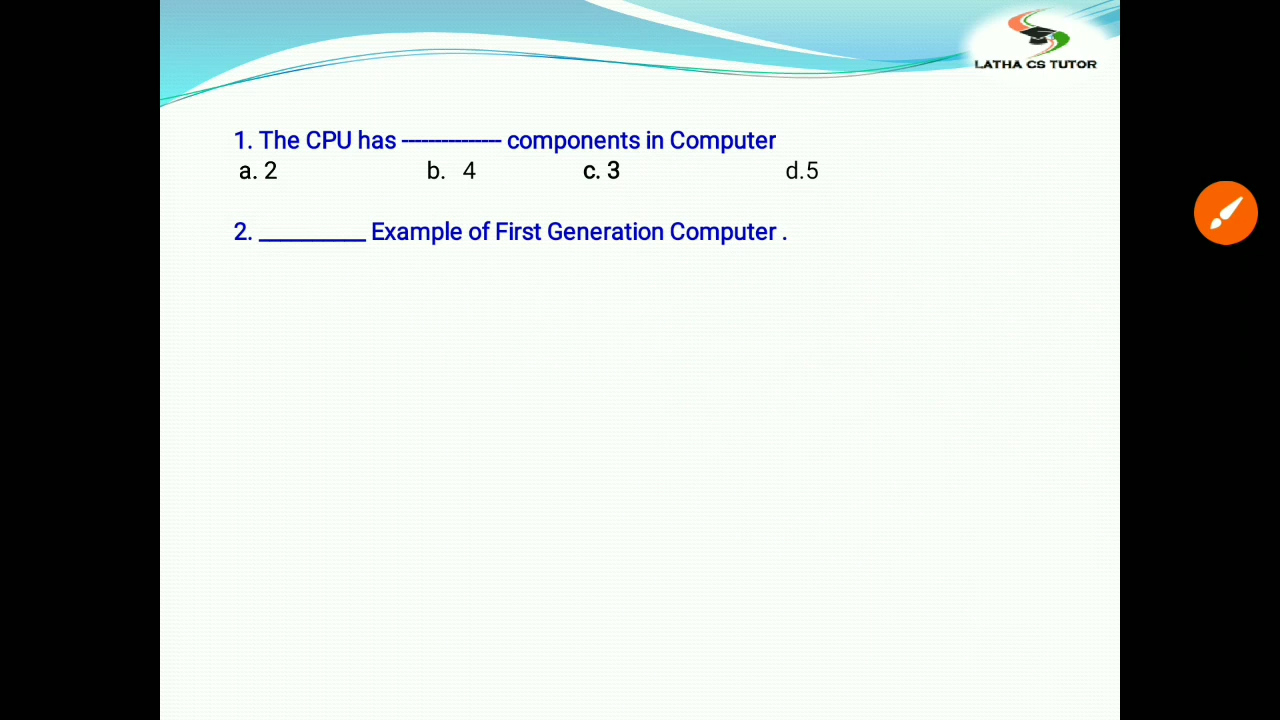 LATHA CS TUTOR
1. The CPU has --------------- components in Computer
a. 2 b. 4 c. 3 d.5
2. __________ Example of First Generation Computer .